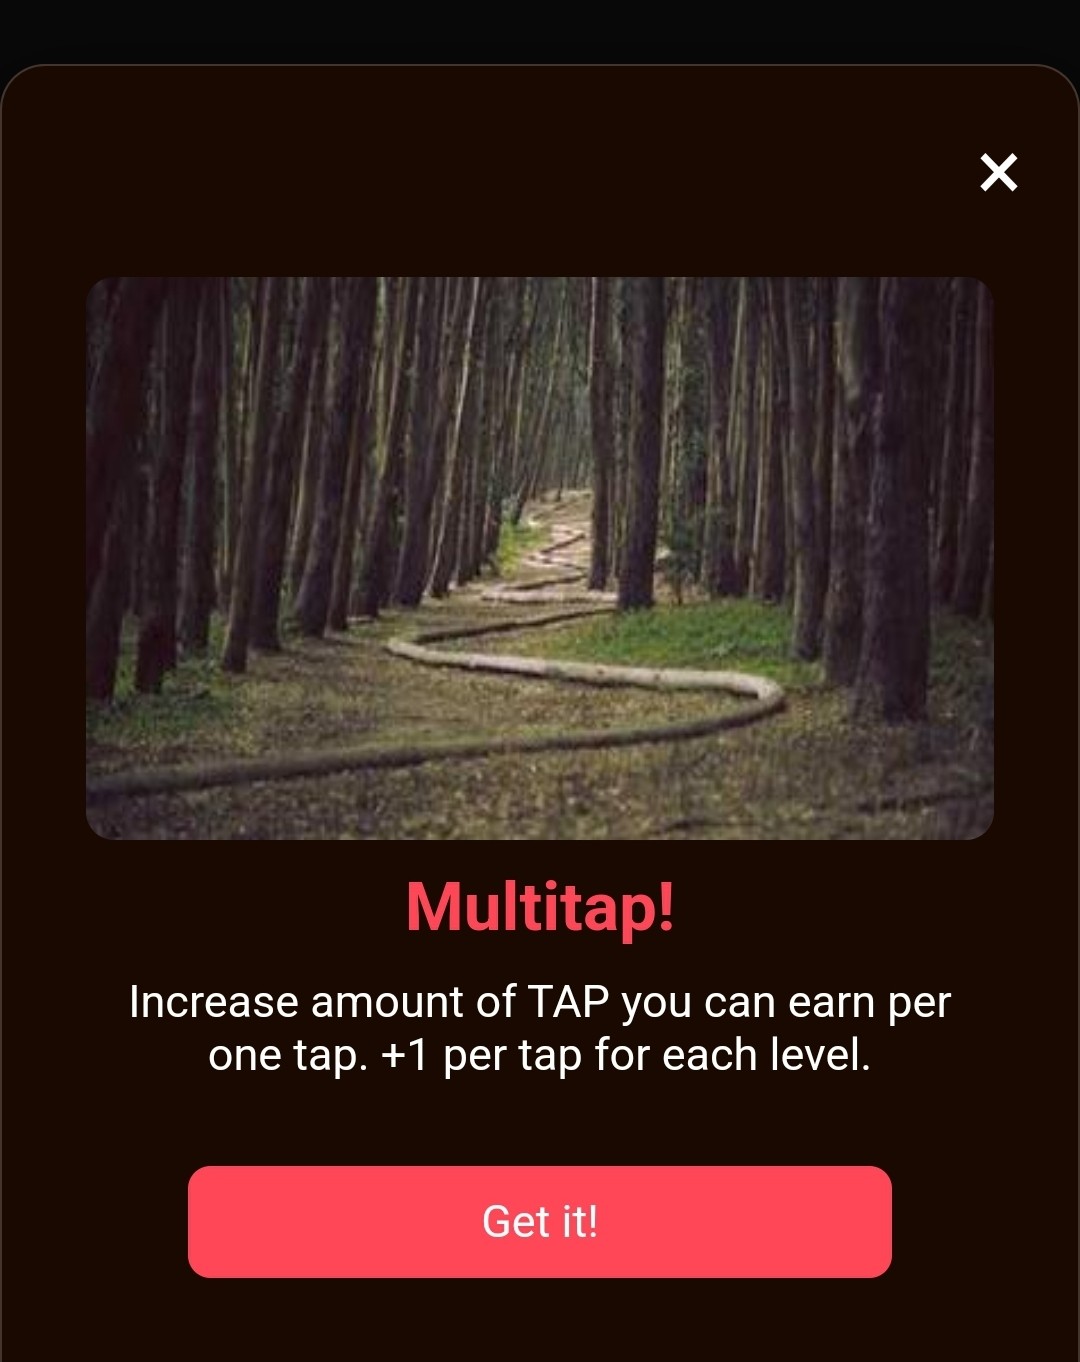 Multitap!
Increase amount of TAP you can earn per
one tap. +1 per tap for each level.
Get it!